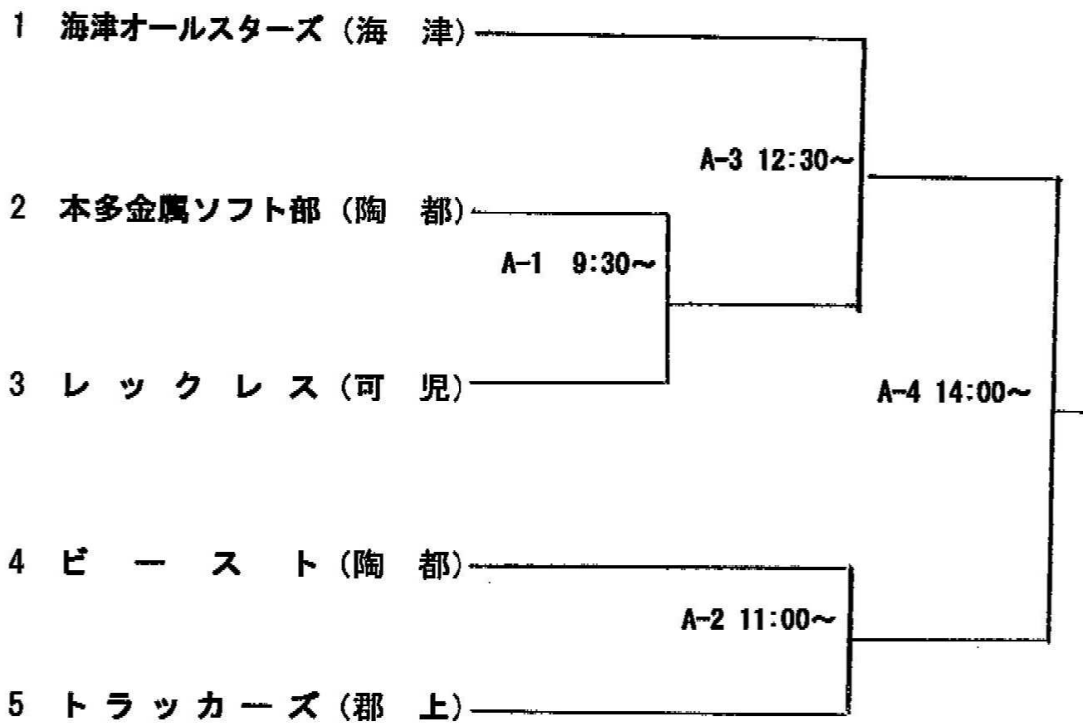 1 海津オールスターズ（海 津）
A-3 12:30～
2 本多金属ソフト部（陶 都）
A-1 9:30～
3 レックレス（可 児）
A-4 14:00～
4 ビースト（陶 都）
A-2 11:00～
5 トラッカーズ（郡 上）